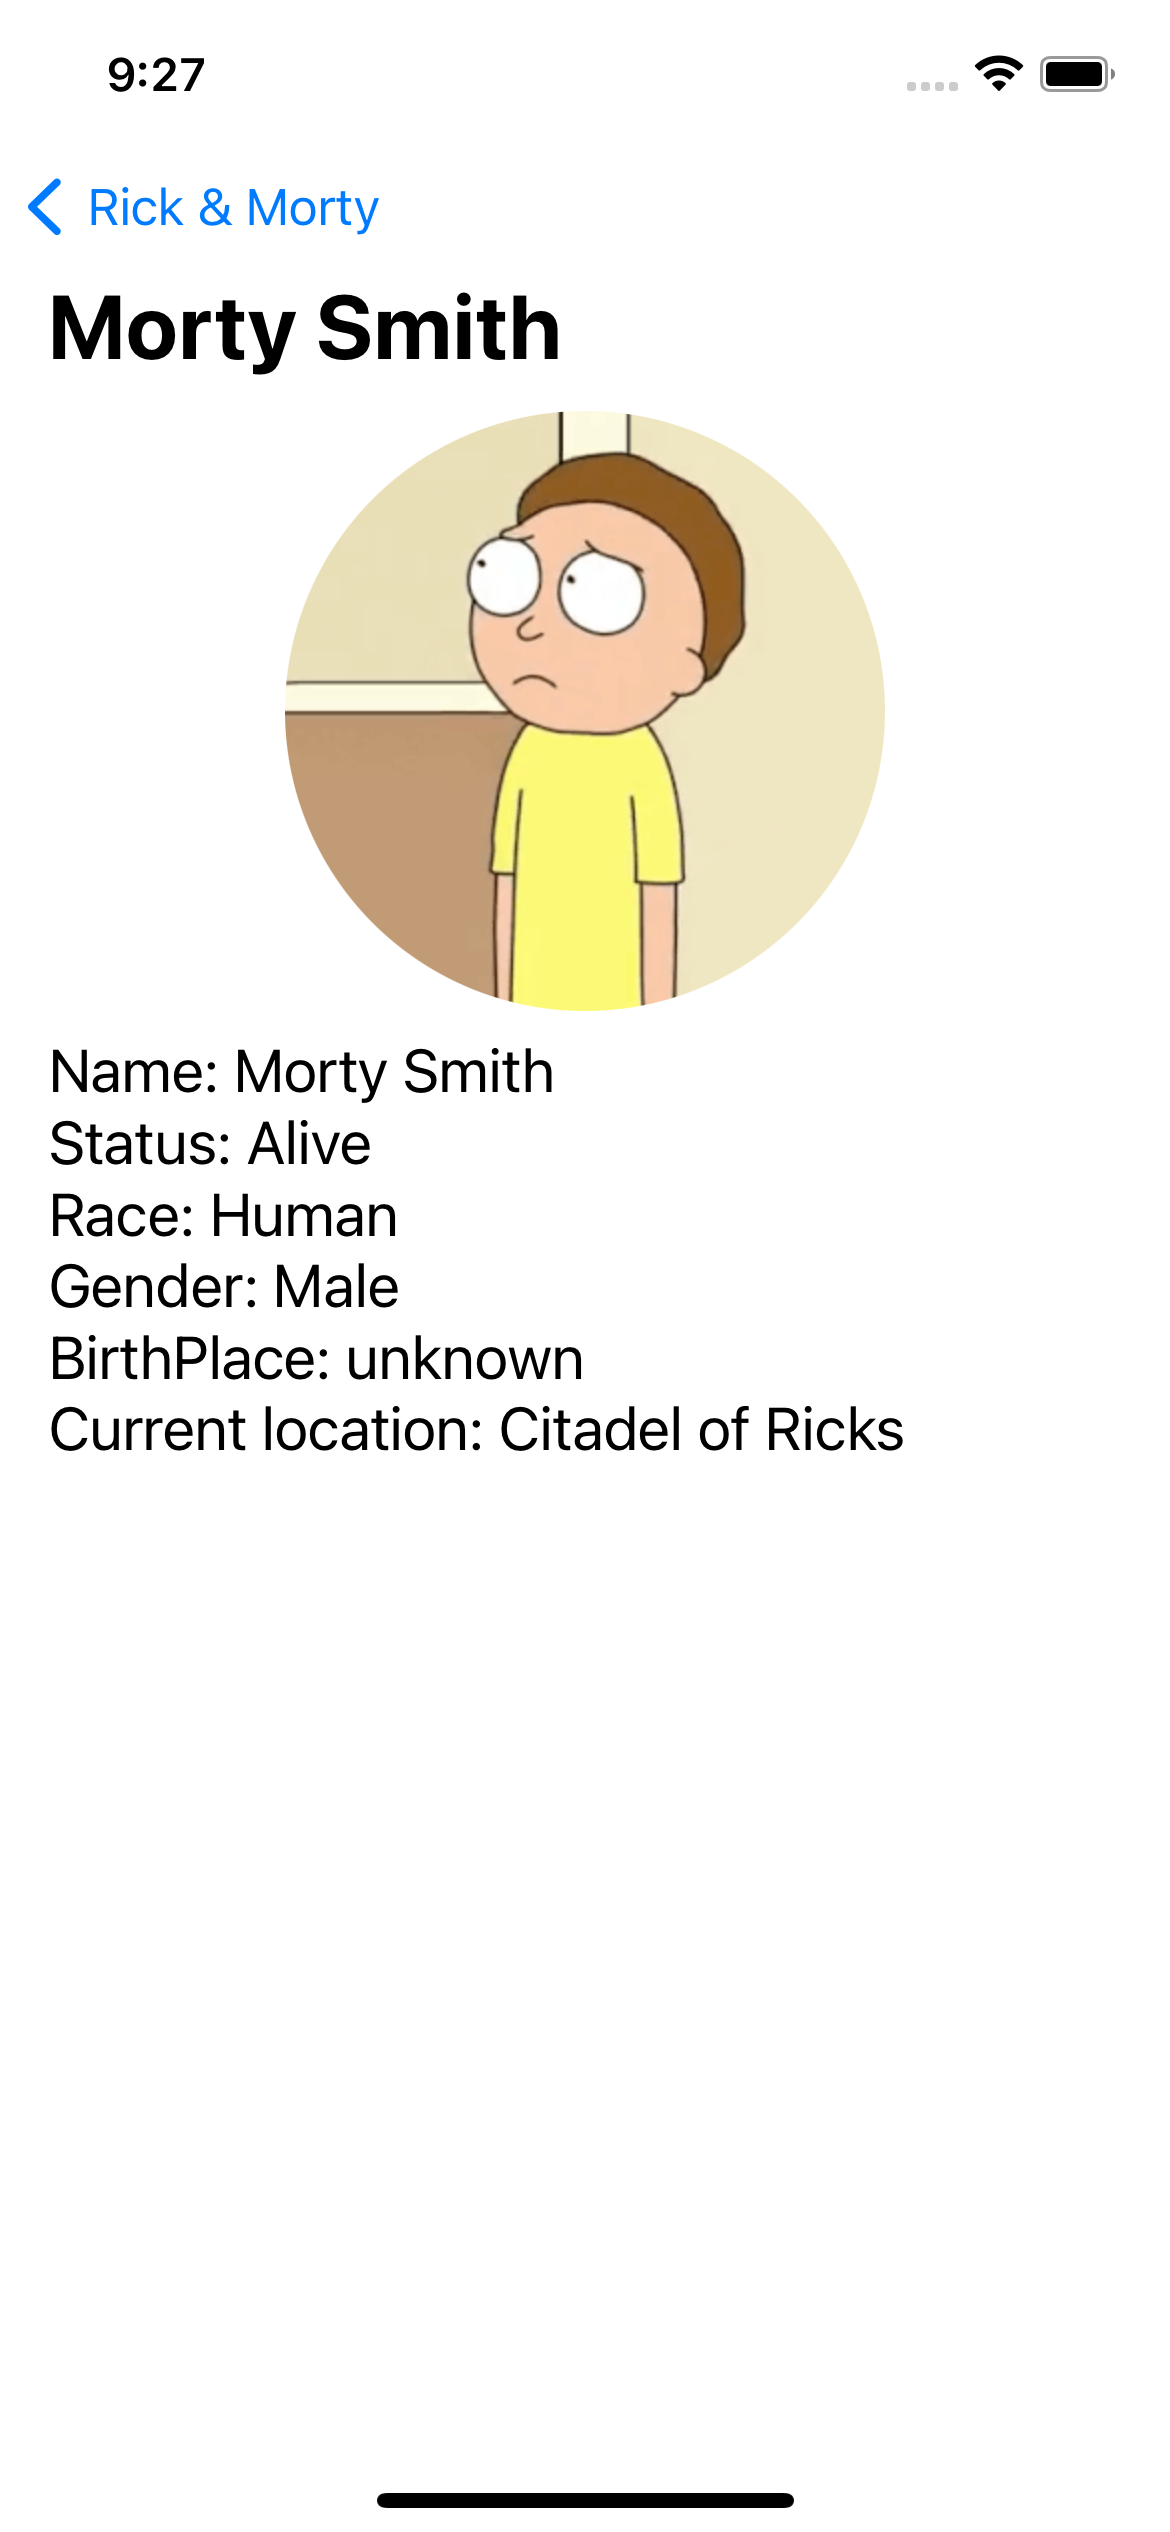 9:27
Rick & Morty
Morty Smith
Name: Morty Smith
Status: Alive
Race: Human
Gender: Male
BirthPlace: unknown
Current location: Citadel of Ricks